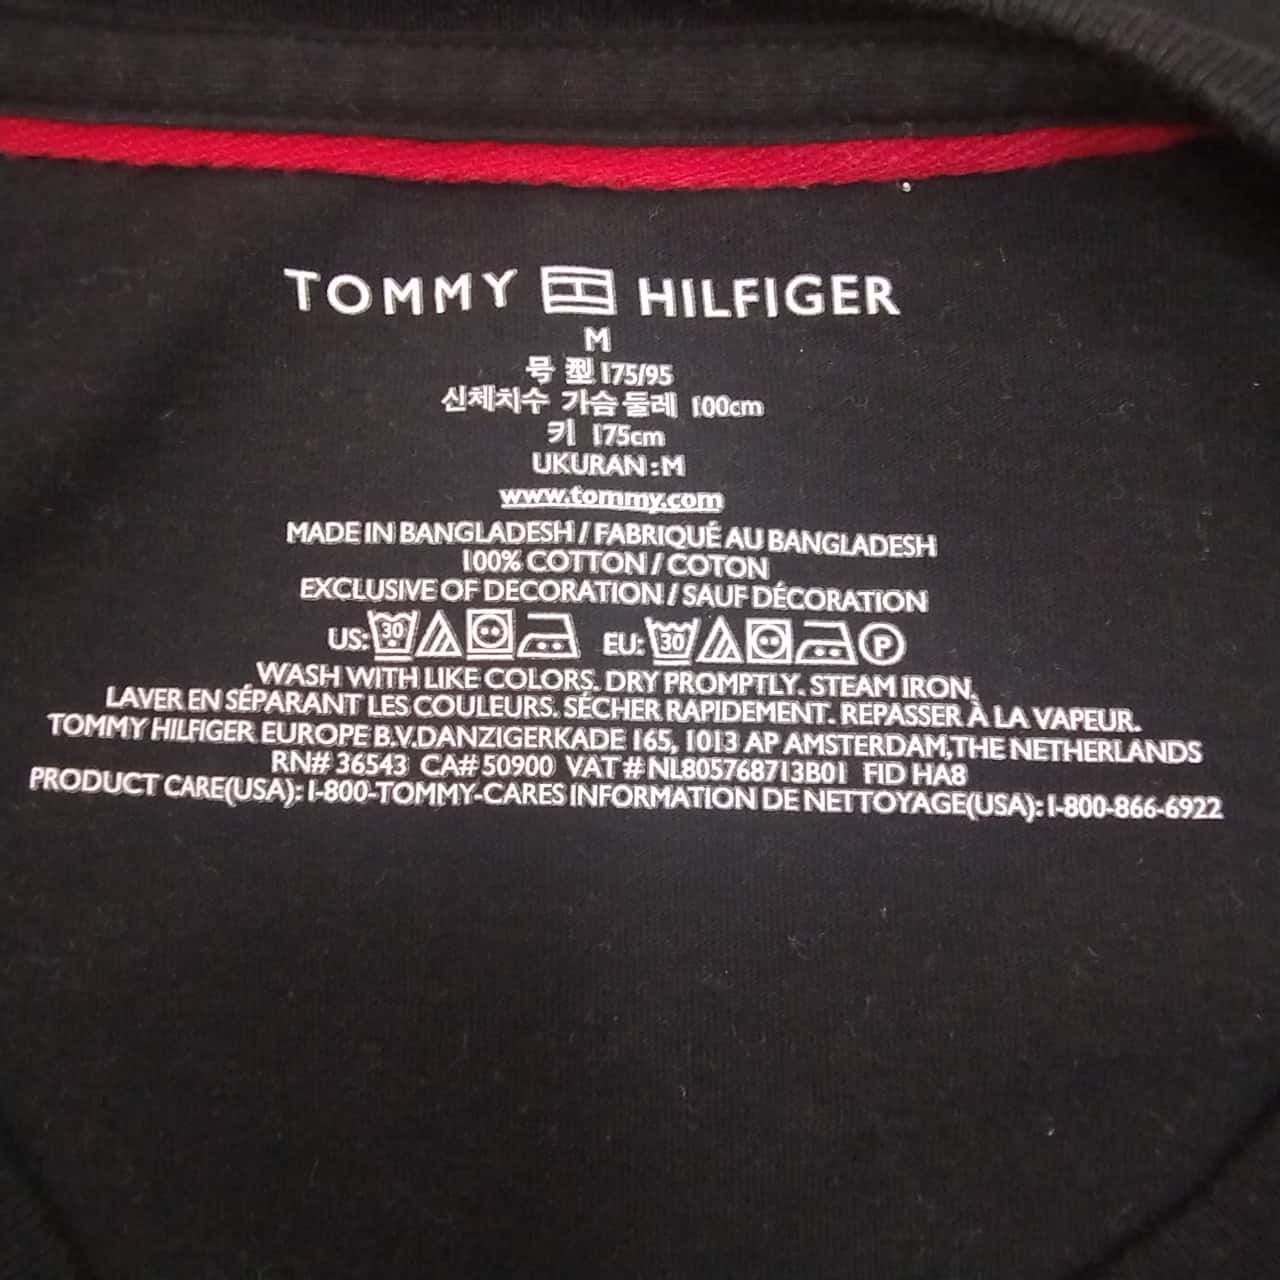 TOMMY HILFIGER
M
号型 175/95
신체치수 가슴둘레 100cm
키 175cm
UKURAN : M
www.tommy.com
MADE IN BANGLADESH / FABRIQUÉ AU BANGLADESH
100% COTTON / COTON
EXCLUSIVE OF DECORATION / SAUF DÉCORATION
US: 30 EU: 30 P
WASH WITH LIKE COLORS. DRY PROMPTLY. STEAM IRON.
LAVER EN SÉPARANT LES COULEURS. SÉCHER RAPIDEMENT. REPASSER À LA VAPEUR.
TOMMY HILFIGER EUROPE B.V.DANZIGERKADE 165, 1013 AP AMSTERDAM,THE NETHERLANDS
RN# 36543 CA# 50900 VAT # NL805768713B01 FID HA8
PRODUCT CARE(USA): 1-800-TOMMY-CARES INFORMATION DE NETTOYAGE(USA): 1-800-866-6922